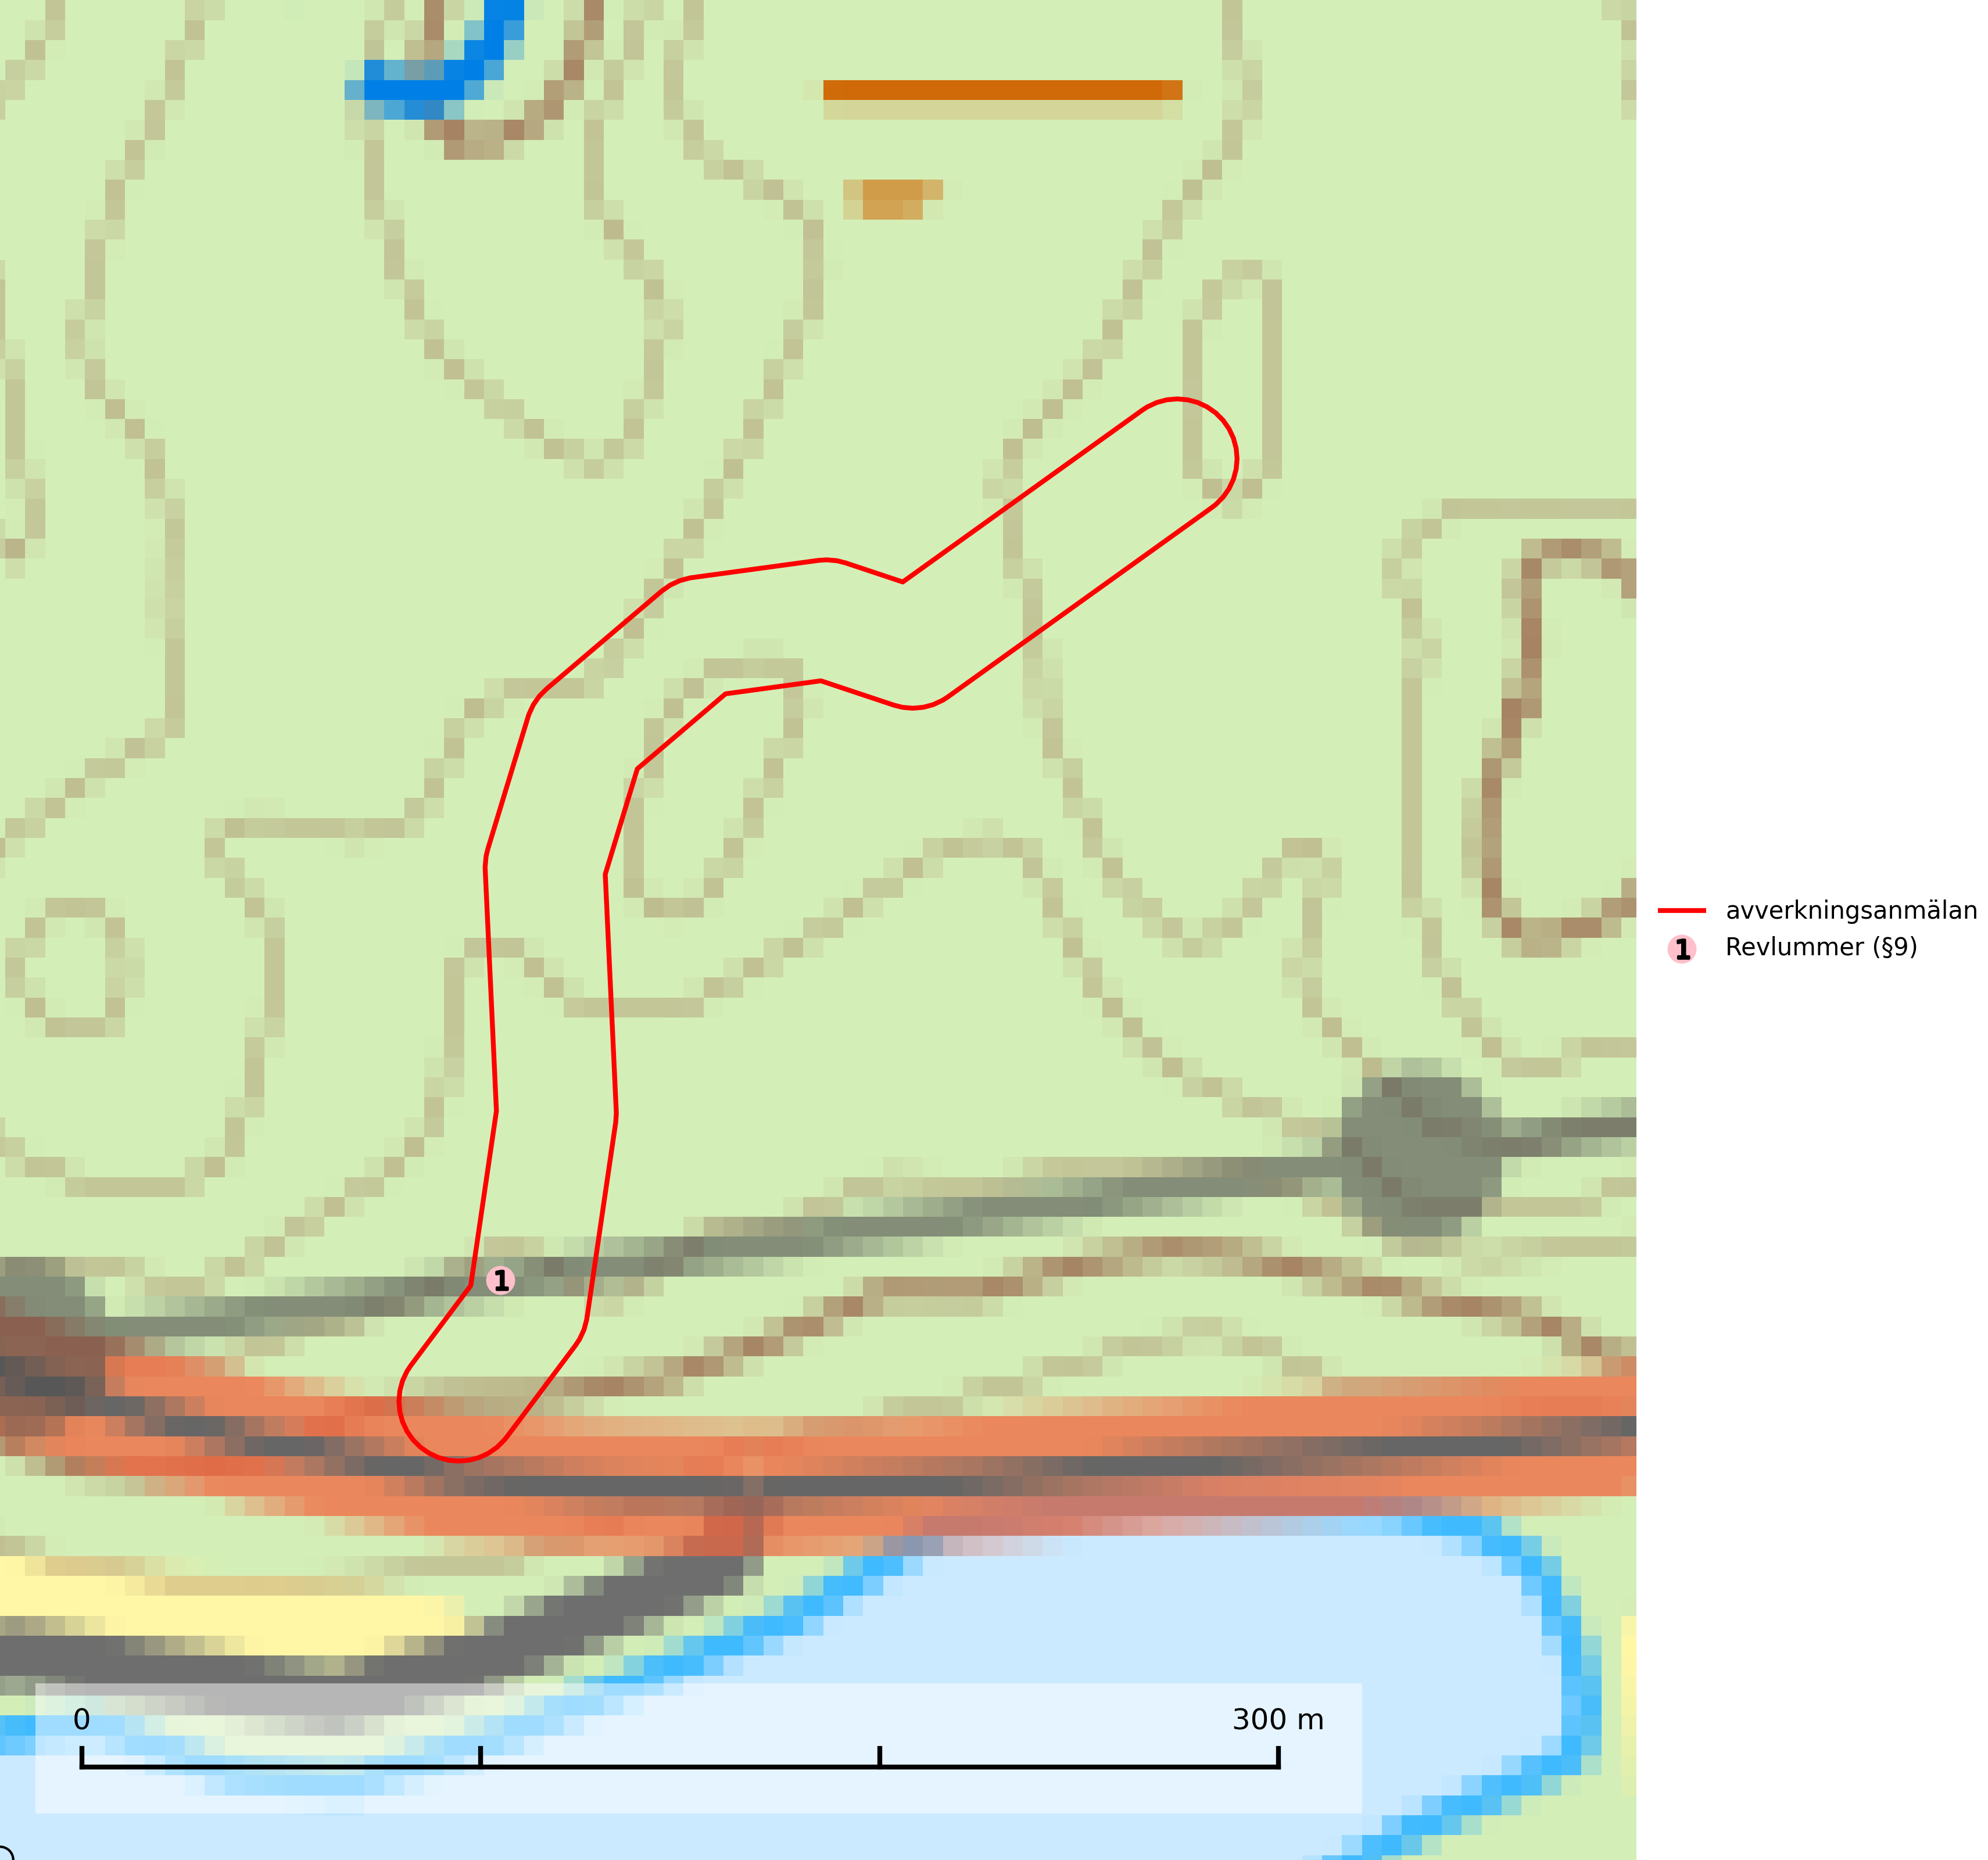 avverkningsanmälan
1 Revlummer (§9)
1
0 300 m